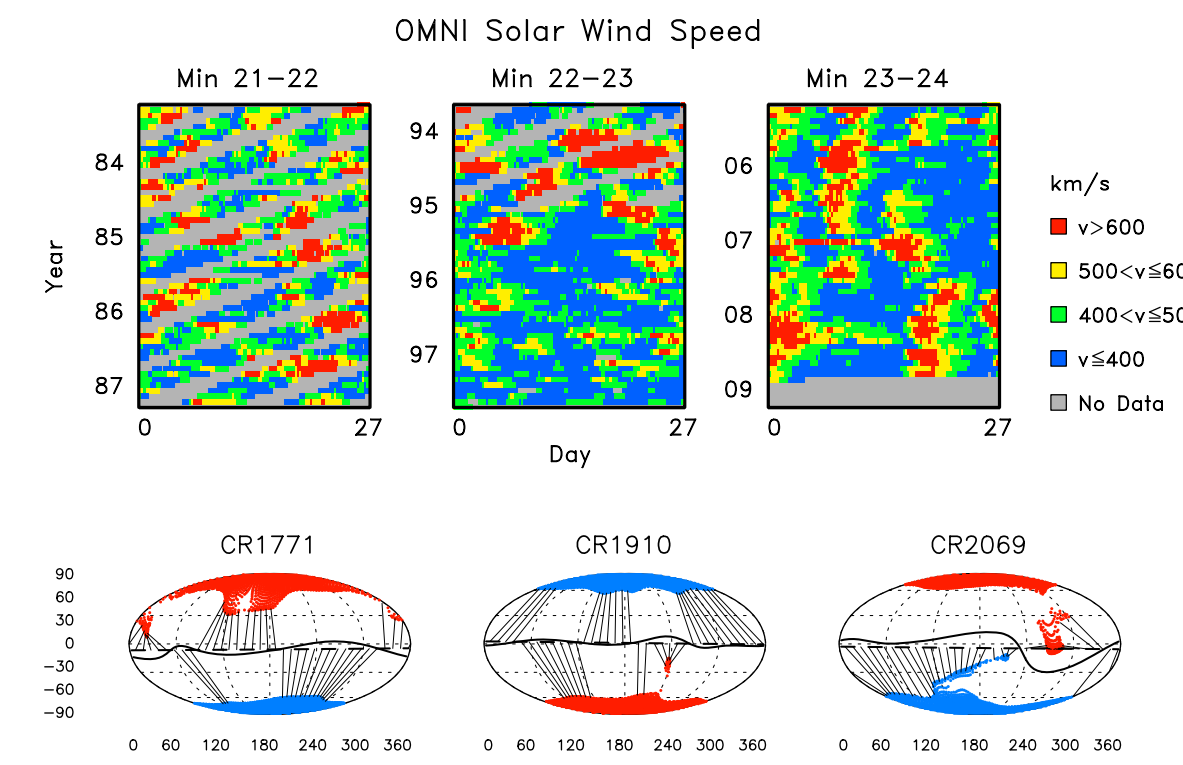 OMNI Solar Wind Speed
Min 21-22
Min 22-23
Min 23-24
Year
84
85
86
87
94
95
96
97
06
07
08
09
0 27
0 27
0 27
Day
km/s
v>600
500<v≦60
400<v≦50
v≦400
No Data
CR1771
CR1910
CR2069
90
60
30
0
-30
-60
-90
0 60 120 180 240 300 360
0 60 120 180 240 300 360
0 60 120 180 240 300 360